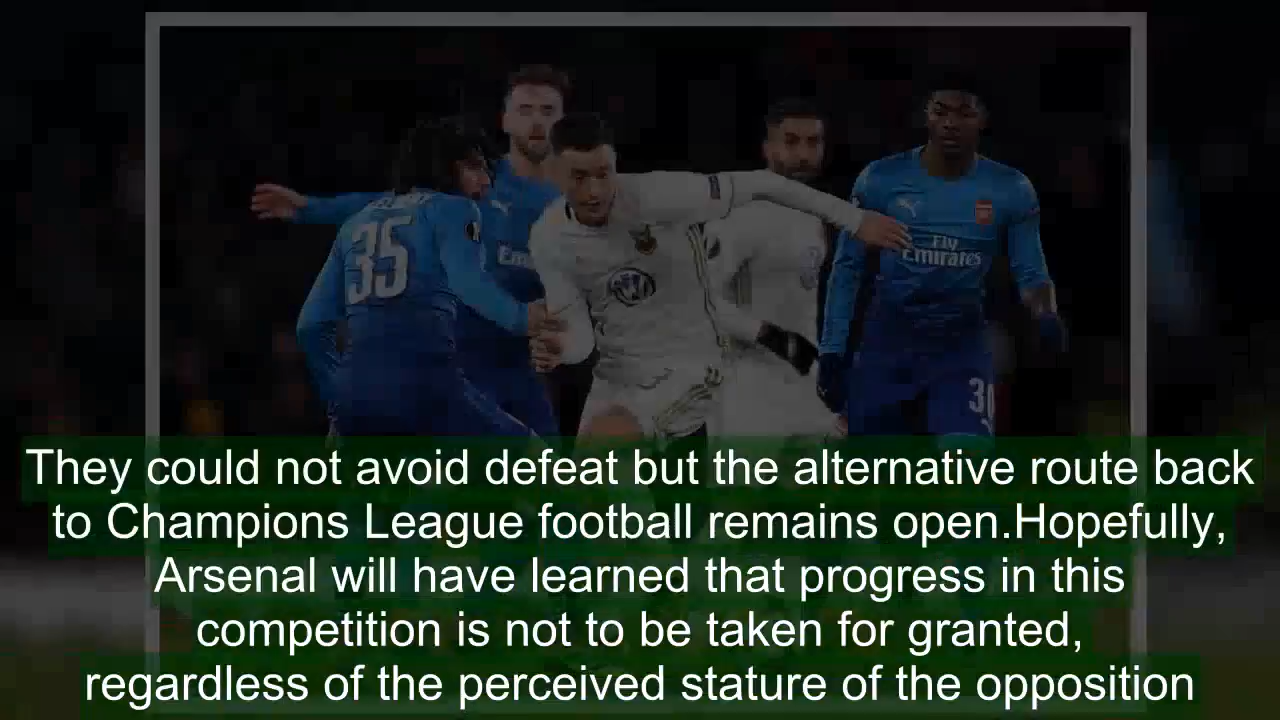 35
Fly
Emirates
30
They could not avoid defeat but the alternative route back
to Champions League football remains open.Hopefully,
Arsenal will have learned that progress in this
competition is not to be taken for granted,
regardless of the perceived stature of the opposition